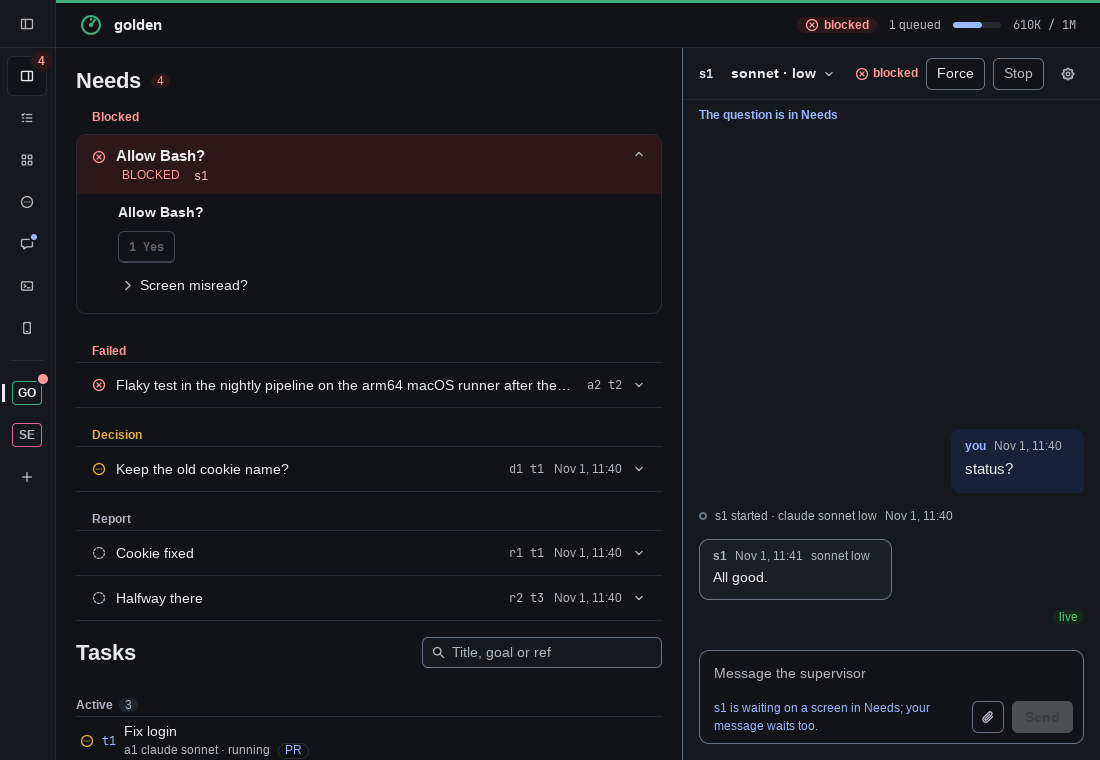 golden
blocked
1 queued
610K / 1M
4
GO
SE
Needs 4
Blocked
Allow Bash?
BLOCKED s1
Allow Bash?
1 Yes
Screen misread?
Failed
Flaky test in the nightly pipeline on the arm64 macOS runner after the… a2 t2
Decision
Keep the old cookie name? d1 t1 Nov 1, 11:40
Report
Cookie fixed r1 t1 Nov 1, 11:40
Halfway there r2 t3 Nov 1, 11:40
Tasks
Title, goal or ref
Active 3
t1 Fix login
a1 claude sonnet · running PR
s1 sonnet · low blocked Force Stop
The question is in Needs
you Nov 1, 11:40
status?
s1 started · claude sonnet low Nov 1, 11:40
s1 Nov 1, 11:41 sonnet low
All good.
live
Message the supervisor
s1 is waiting on a screen in Needs; your
message waits too.
Send